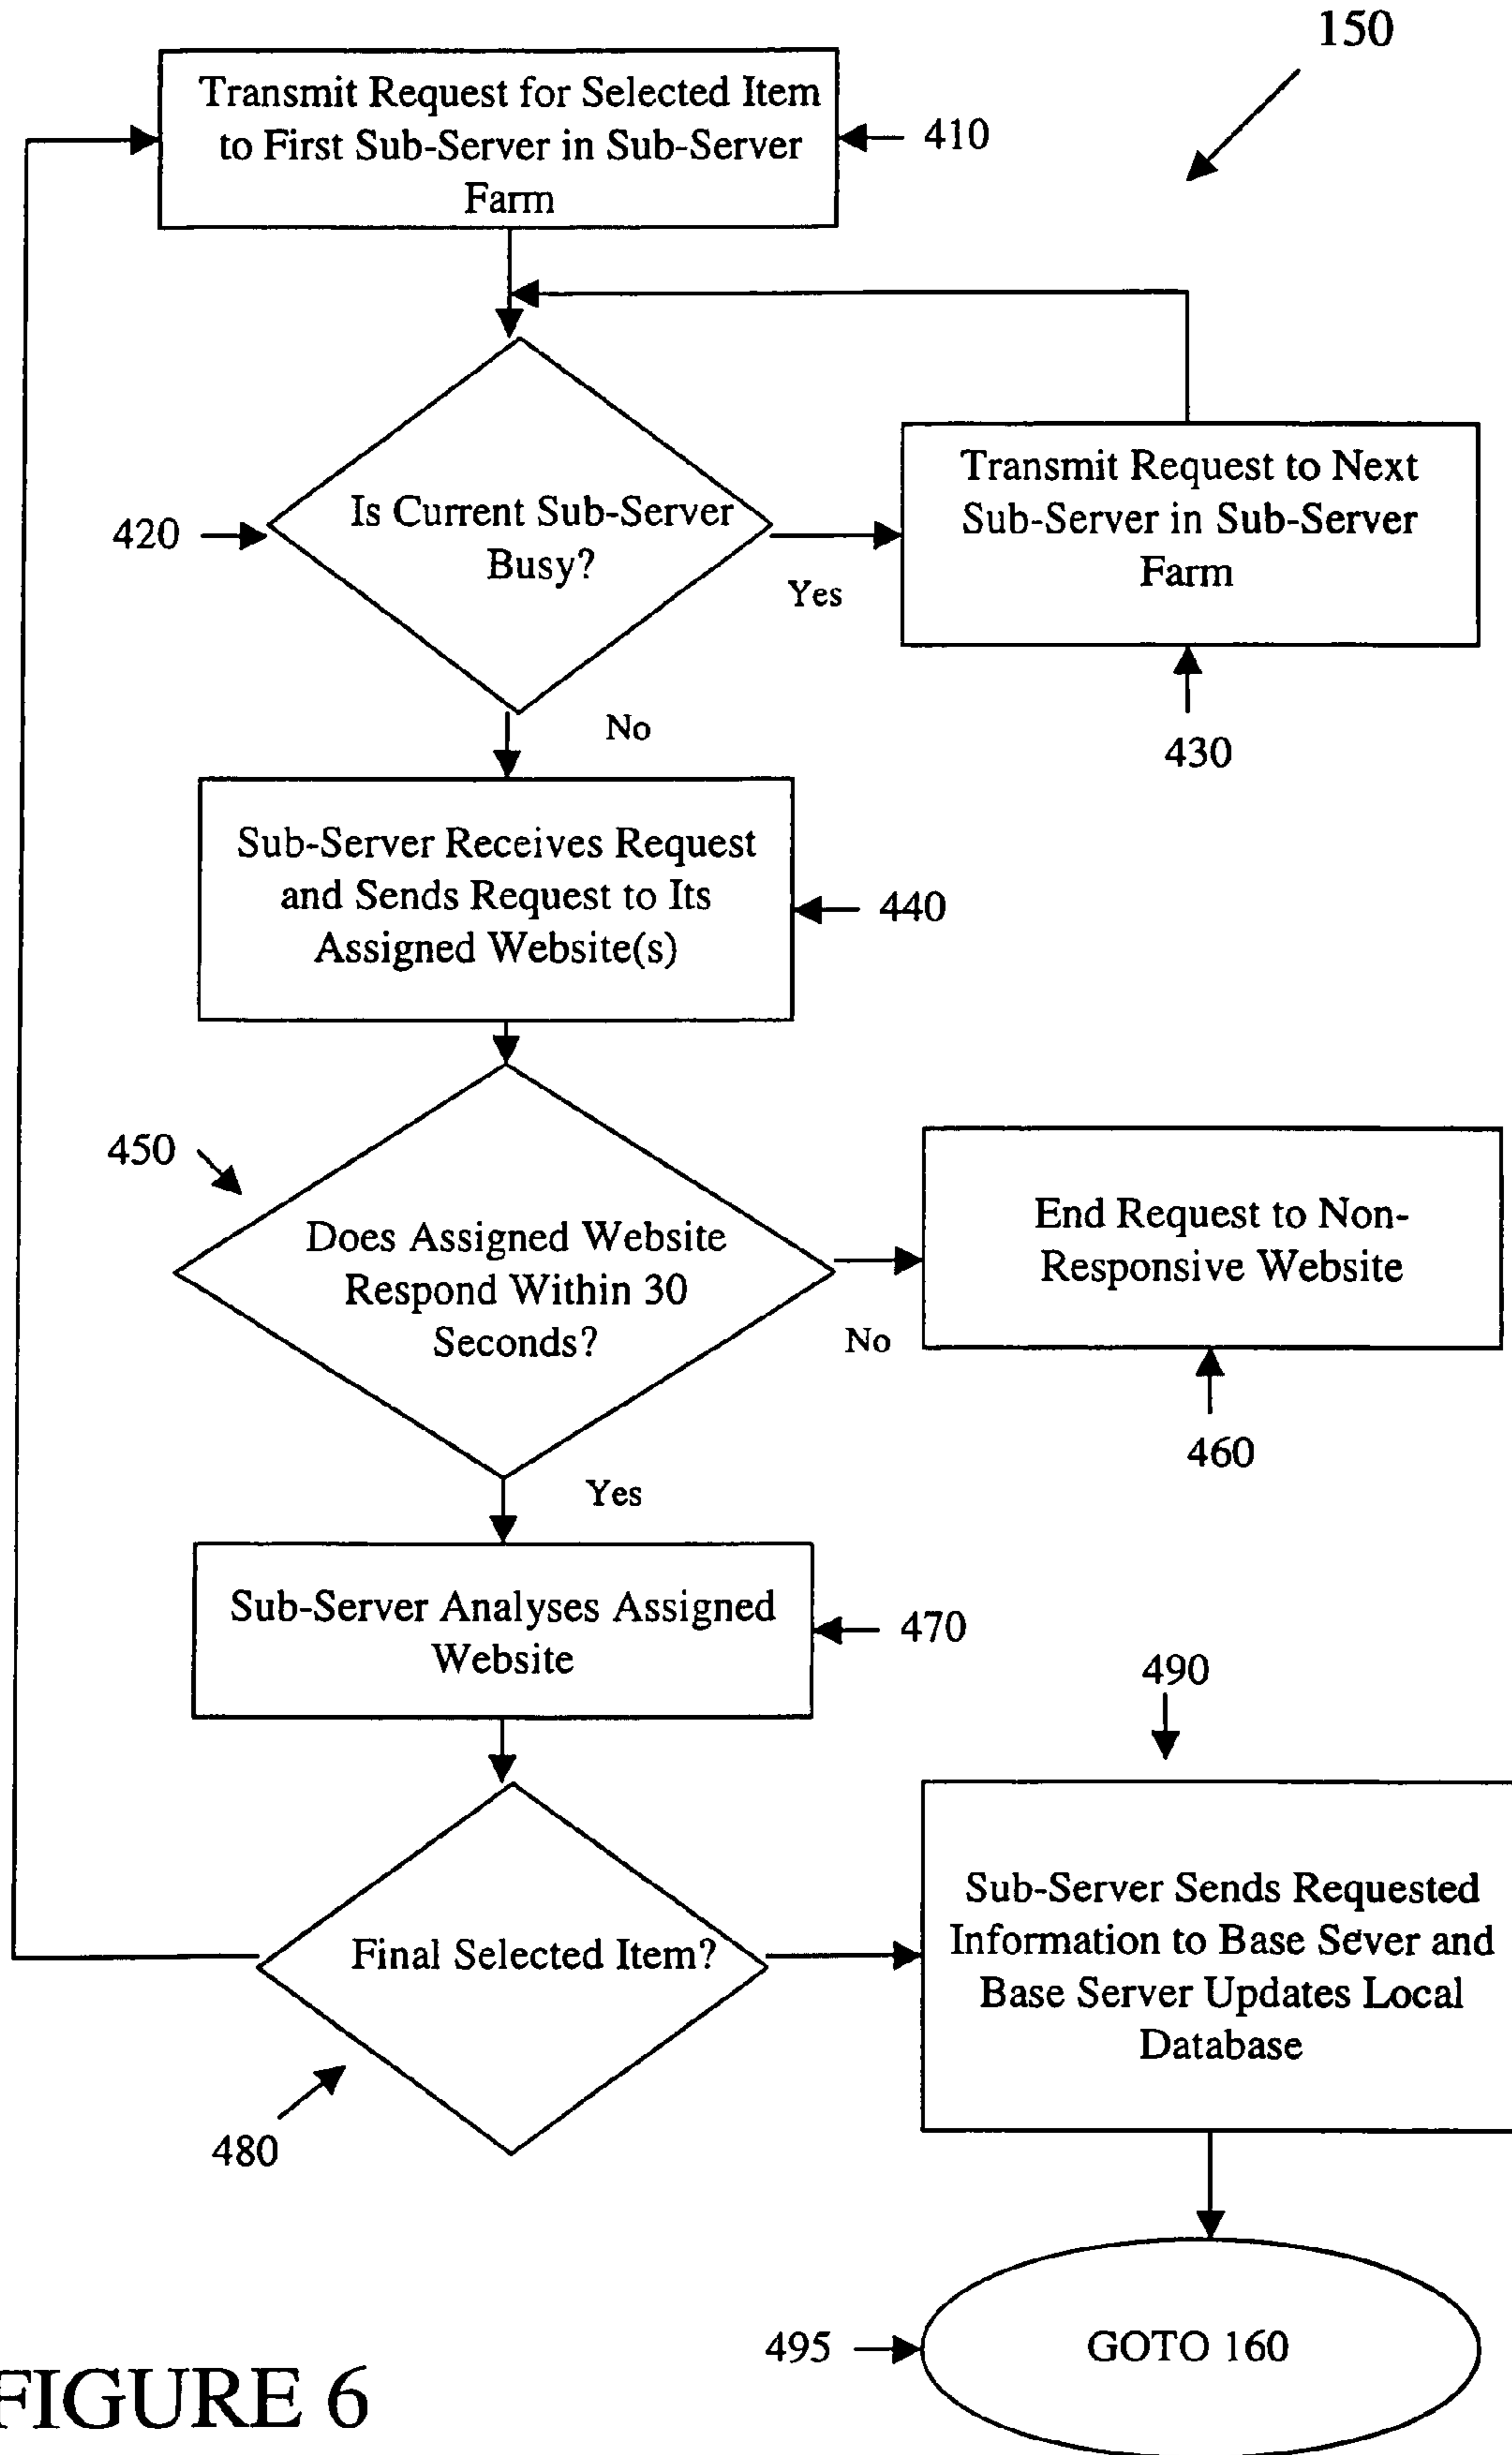 150
Transmit Request for Selected Item
to First Sub-Server in Sub-Server
Farm
410
Is Current Sub-Server
Busy?
420
Yes
Transmit Request to Next
Sub-Server in Sub-Server
Farm
430
No
Sub-Server Receives Request
and Sends Request to Its
Assigned Website(s)
440
450
Does Assigned Website
Respond Within 30
Seconds?
No
End Request to Non-
Responsive Website
460
Yes
Sub-Server Analyses Assigned
Website
470
490
Final Selected Item?
480
Sub-Server Sends Requested
Information to Base Sever and
Base Server Updates Local
Database
495
GOTO 160
FIGURE 6